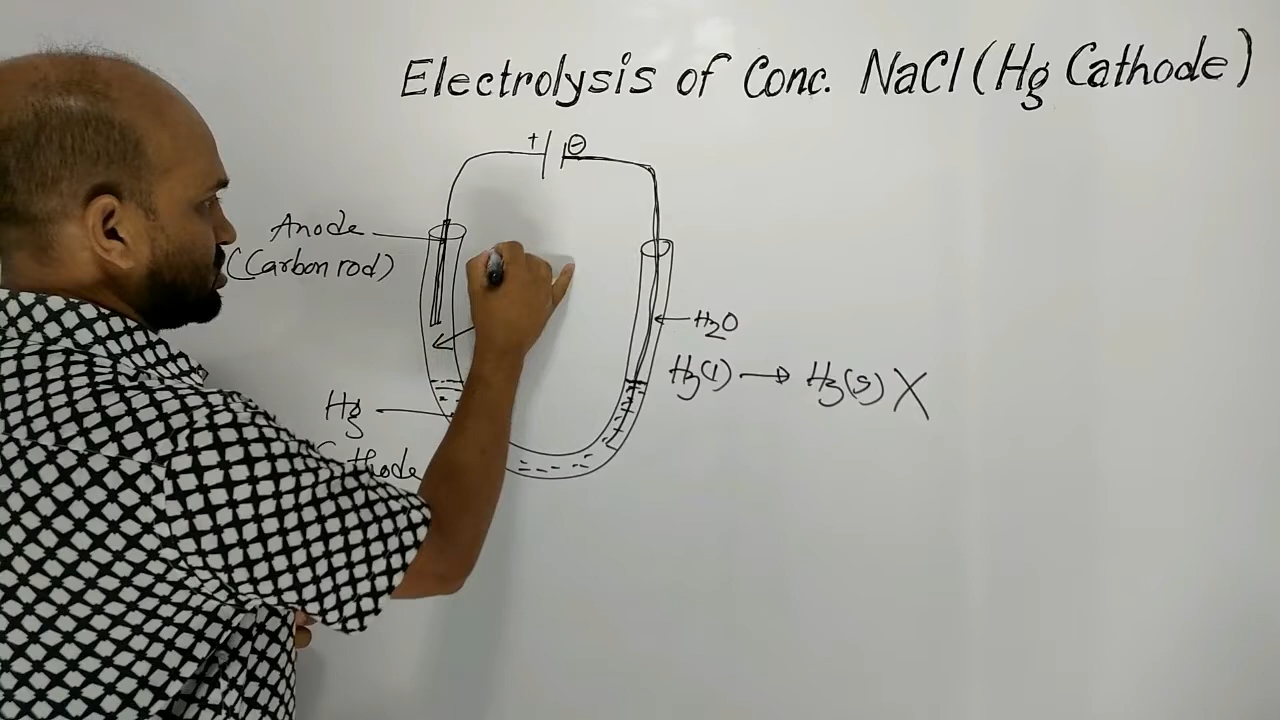 Electrolysis of Conc. NaCl (Hg Cathode)
+ -
Anode
(Carbon rod)
H2O
Hg(l) → Hg(s) X
Hg